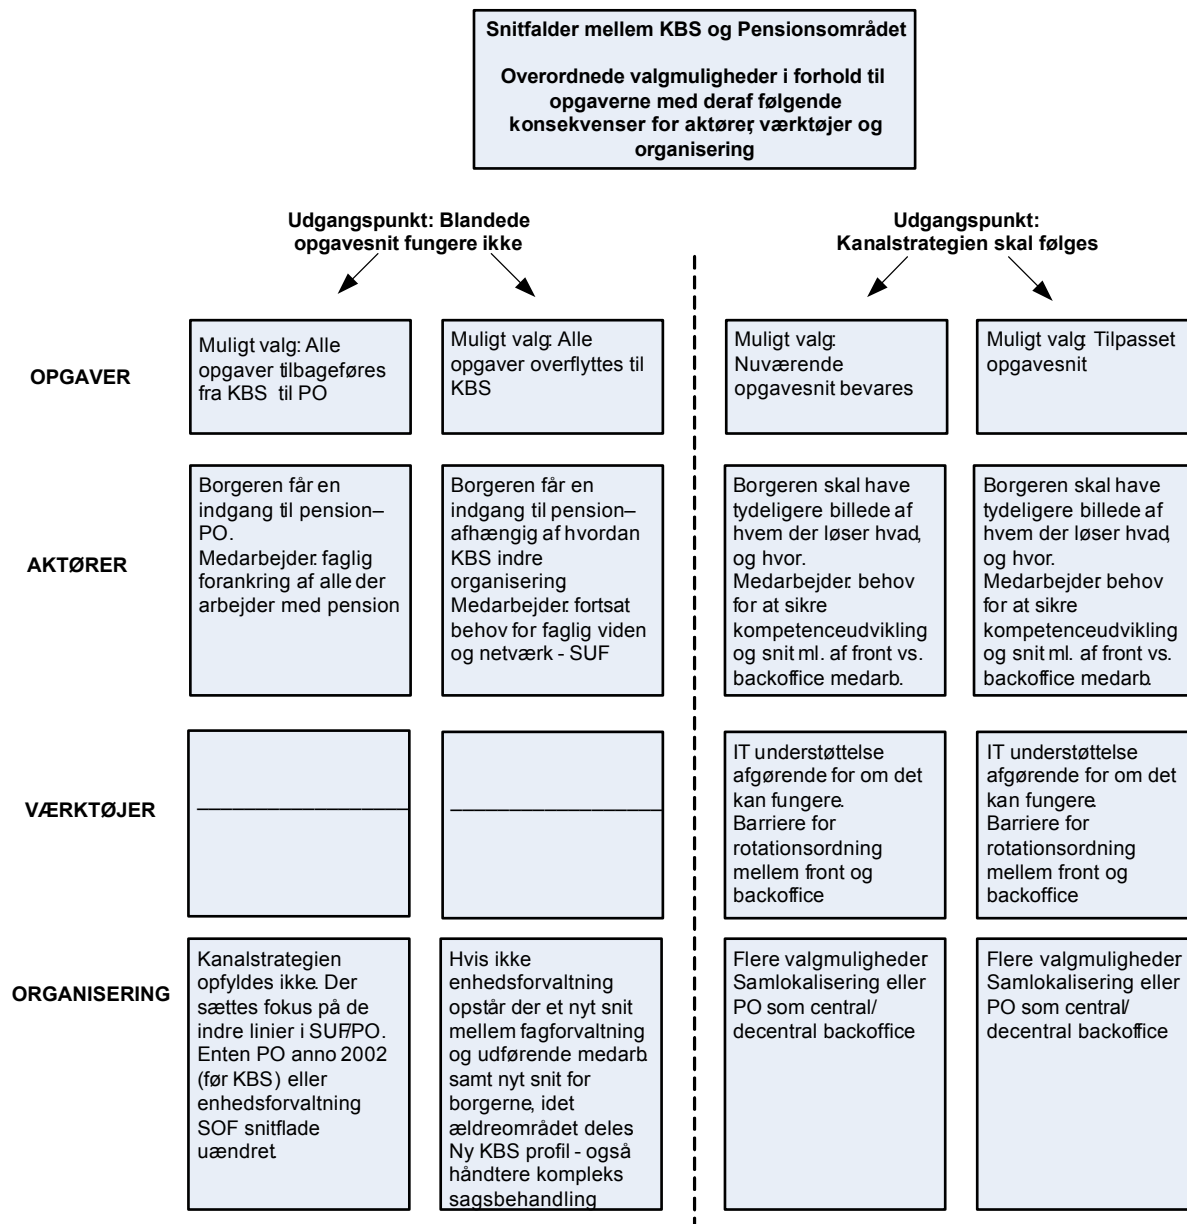 Snitfalder mellem KBS og Pensionsområdet
Overordnede valgmuligheder i forhold til
opgaverne med deraf følgende
konsekvenser for aktører, værktøjer og
organisering
Udgangspunkt: Blandede
opgavesnit fungere ikke
Udgangspunkt:
Kanalstrategien skal følges
OPGAVER
Muligt valg: Alle
opgaver tilbageføres
fra KBS til PO
Muligt valg: Alle
opgaver overflyttes til
KBS
Muligt valg:
Nuværende
opgavesnit bevares
Muligt valg: Tilpasset
opgavesnit
AKTØRER
Borgeren får en
indgang til pension–
PO.
Medarbejder: faglig
forankring af alle der
arbejder med pension
Borgeren får en
indgang til pension–
afhængig af hvordan
KBS indre
organisering
Medarbejder: fortsat
behov for faglig viden
og netværk - SUF
Borgeren skal have
tydeligere billede af
hvem der løser hvad,
og hvor.
Medarbejder: behov
for at sikre
kompetenceudvikling
og snit ml. af front vs.
backoffice medarb.
Borgeren skal have
tydeligere billede af
hvem der løser hvad,
og hvor.
Medarbejder: behov
for at sikre
kompetenceudvikling
og snit ml. af front vs.
backoffice medarb.
VÆRKTØJER
IT understøttelse
afgørende for om det
kan fungere.
Barriere for
rotationsordning
mellem front og
backoffice
IT understøttelse
afgørende for om det
kan fungere.
Barriere for
rotationsordning
mellem front og
backoffice
ORGANISERING
Kanalstrategien
opfyldes ikke. Der
sættes fokus på de
indre linier i SUF/PO.
Enten PO anno 2002
(før KBS) eller
enhedsforvaltning
SOF snitflade
uændret.
Hvis ikke
enhedsforvaltning
opstår der et nyt snit
mellem fagforvaltning
og udførende medarb.
samt nyt snit for
borgerne, idet
ældreområdet deles
Ny KBS profil - også
håndtere kompleks
sagsbehandling
Flere valgmuligheder
Samlokalisering eller
PO som central/
decentral backoffice
Flere valgmuligheder
Samlokalisering eller
PO som central/
decentral backoffice